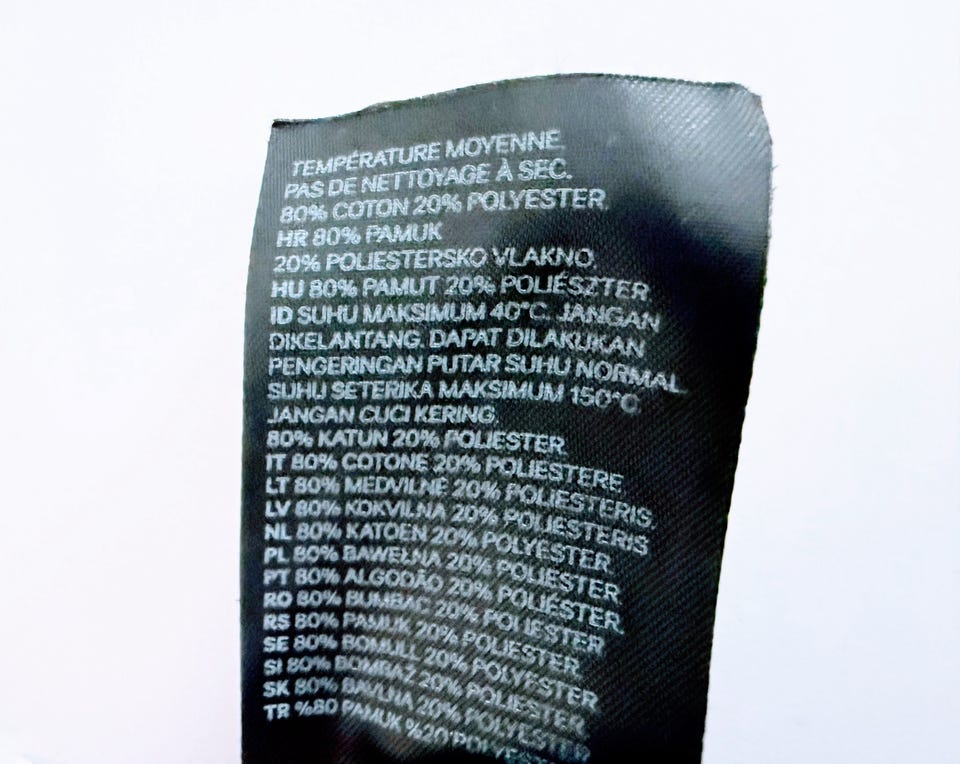 TEMPÉRATURE MOYENNE.
PAS DE NETTOYAGE À SEC.
80% COTON 20% POLYESTER
HR 80% PAMUK
20% POLIESTERSKO VLAKNO
HU 80% PAMUT 20% POLIÉSZTER
ID SUHU MAKSIMUM 40°C. JANGAN
DIKELANTANG. DAPAT DILAKUKAN
PENGERINGAN PUTAR SUHU NORMAL
SUHU SETERIKA MAKSIMUM 150°C
JANGAN CUCI KERING.
80% KATUN 20% POLIESTER
IT 80% COTONE 20% POLIESTERE
LT 80% MEDVILNĖ 20% POLIESTERIS
LV 80% KOKVILNA 20% POLIESTERIS
NL 80% KATOEN 20% POLYESTER
PL 80% BAWEŁNA 20% POLIESTER
PT 80% ALGODÃO 20% POLIÉSTER
RO 80% BUMBAC 20% POLIESTER
RS 80% PAMUK 20% POLIESTER
SE 80% BOMULL 20% POLYESTER
SI 80% BOMBAŽ 20% POLIESTER
SK 80% BAVLNA 20% POLYESTER
TR %80 PAMUK %20 POLYESTER